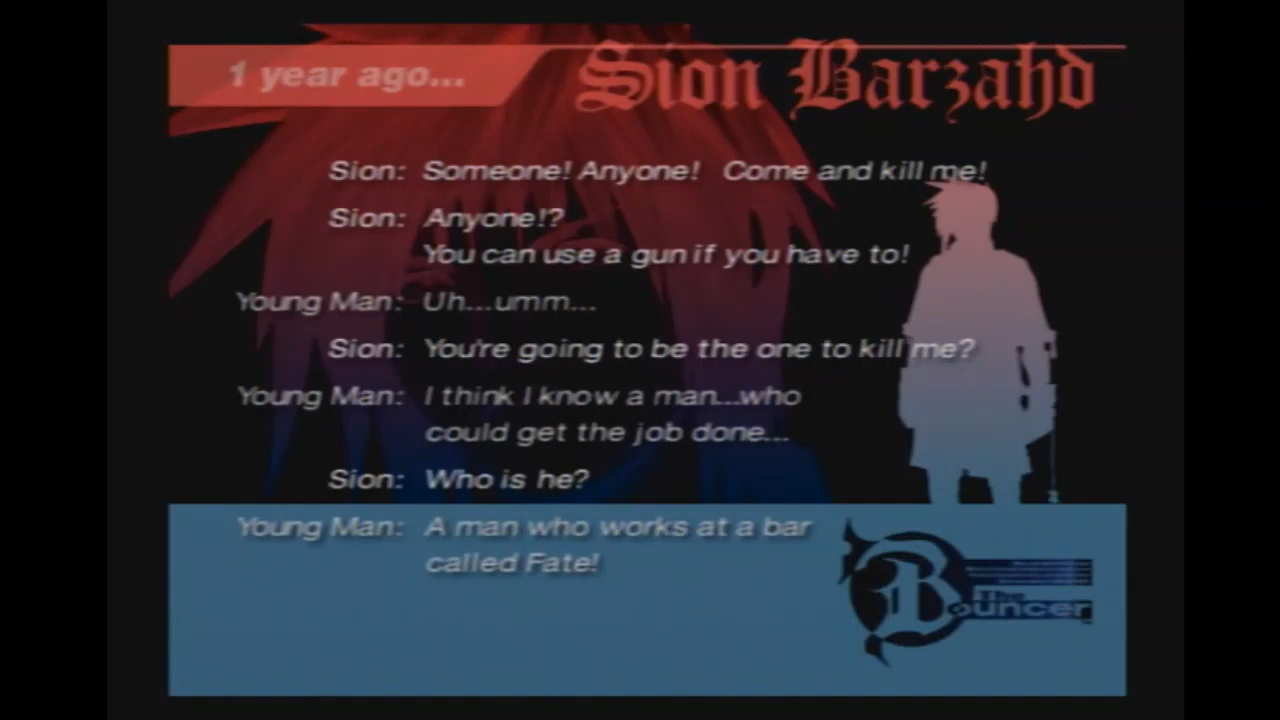 1 year ago...
Sion Barzahd
Sion: Someone! Anyone! Come and kill me!
Sion: Anyone!?
You can use a gun if you have to!
Young Man: Uh...umm...
Sion: You're going to be the one to kill me?
Young Man: I think I know a man...who
could get the job done...
Sion: Who is he?
Young Man: A man who works at a bar
called Fate!
The
Bouncer